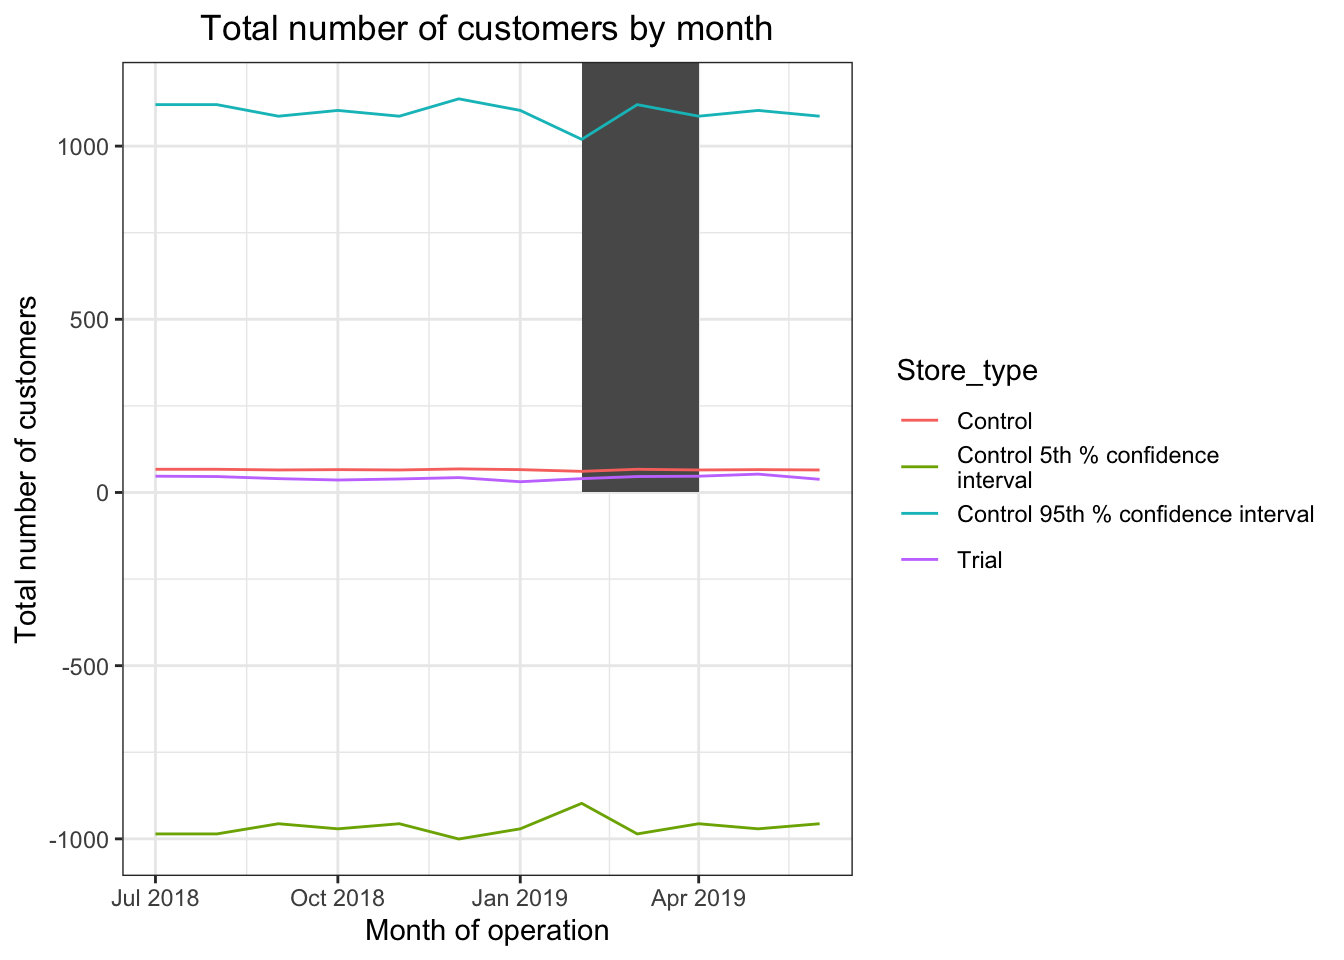 Total number of customers by month
Total number of customers
1000
500
0
-500
-1000
Jul 2018 Oct 2018 Jan 2019 Apr 2019
Month of operation
Store_type
Control
Control 5th % confidence
interval
Control 95th % confidence interval
Trial